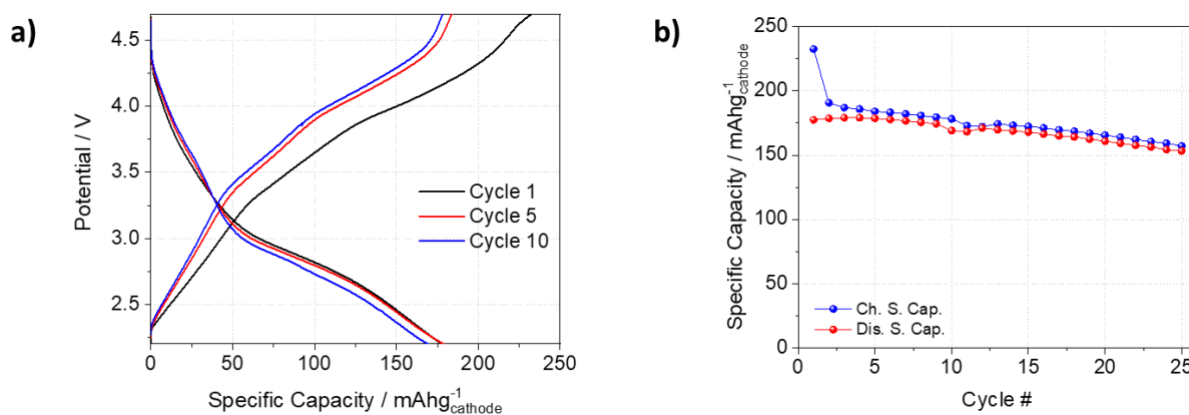 a)
4.5
4.0
3.5
3.0
2.5
Potential / V
0
50
100
150
200
250
Specific Capacity / mAhg⁻¹cathode
Cycle 1
Cycle 5
Cycle 10
b)
250
200
150
100
50
0
Specific Capacity / mAhg⁻¹cathode
Ch. S. Cap.
Dis. S. Cap.
0
5
10
15
20
25
Cycle #